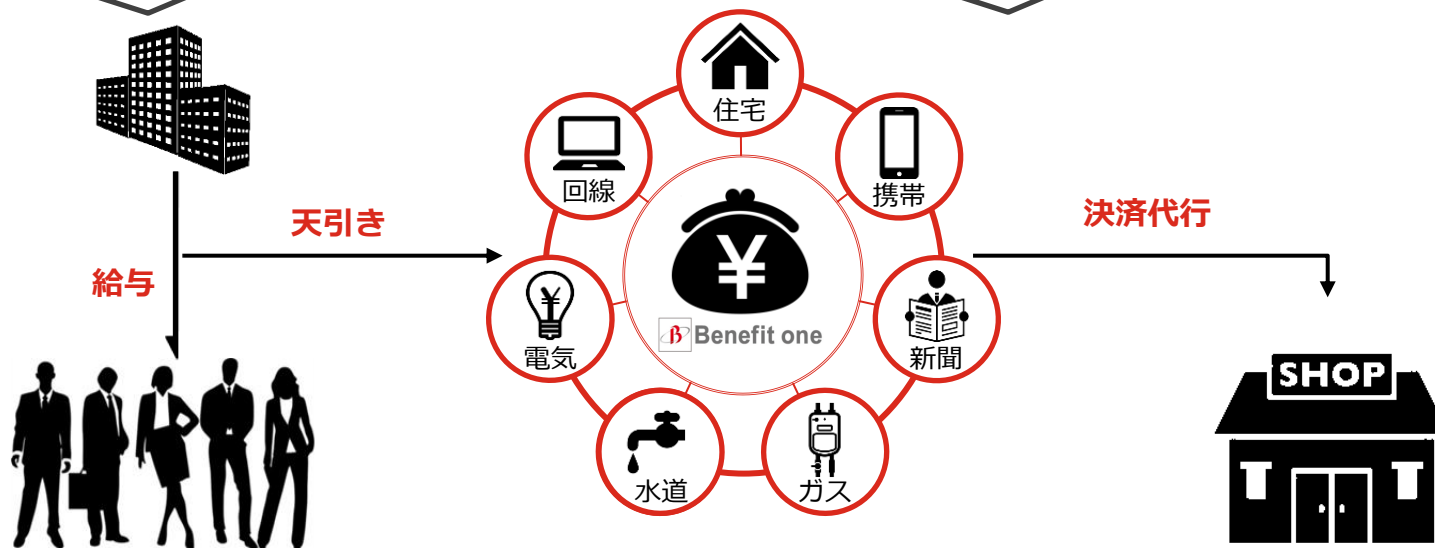 住宅
回線
携帯
天引き
決済代行
給与
¥
¥
β Benefit one
電気
新聞
SHOP
水道
ガス